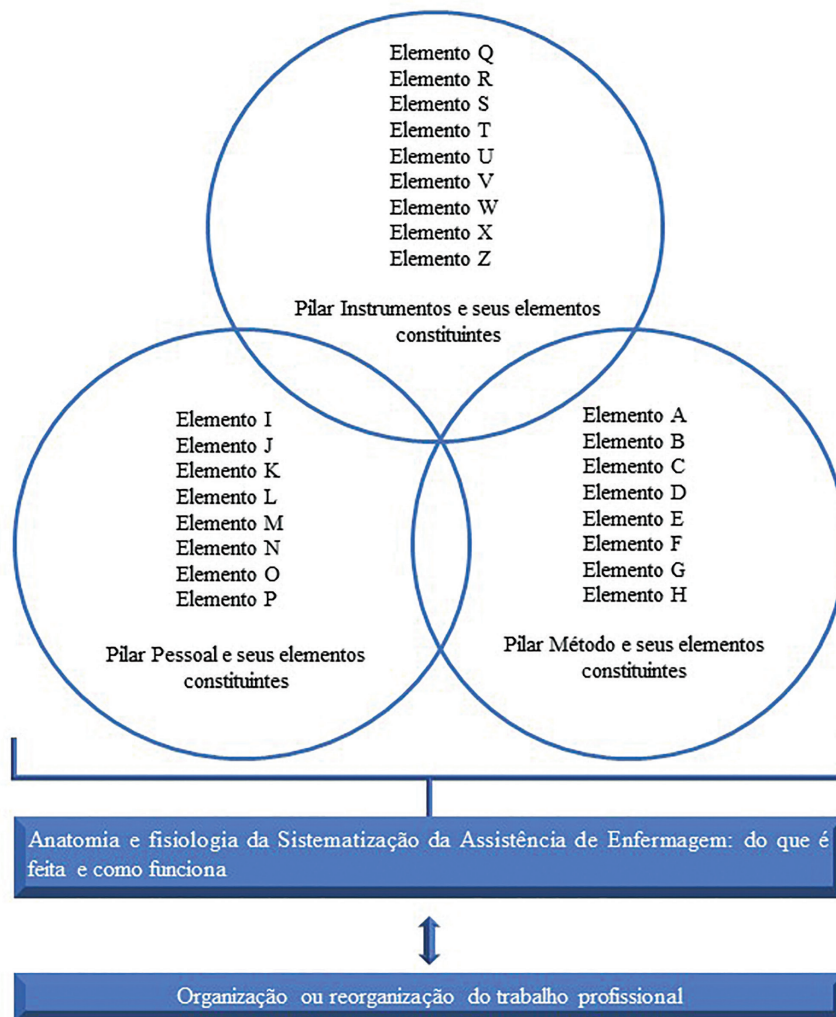 Elemento Q
Elemento R
Elemento S
Elemento T
Elemento U
Elemento V
Elemento W
Elemento X
Elemento Z
Pilar Instrumentos e seus elementos
constituintes
Elemento I
Elemento J
Elemento K
Elemento L
Elemento M
Elemento N
Elemento O
Elemento P
Pilar Pessoal e seus elementos
constituintes
Elemento A
Elemento B
Elemento C
Elemento D
Elemento E
Elemento F
Elemento G
Elemento H
Pilar Método e seus elementos
constituintes
Anatomia e fisiologia da Sistematização da Assistência de Enfermagem: do que é
feita e como funciona
Organização ou reorganização do trabalho profissional